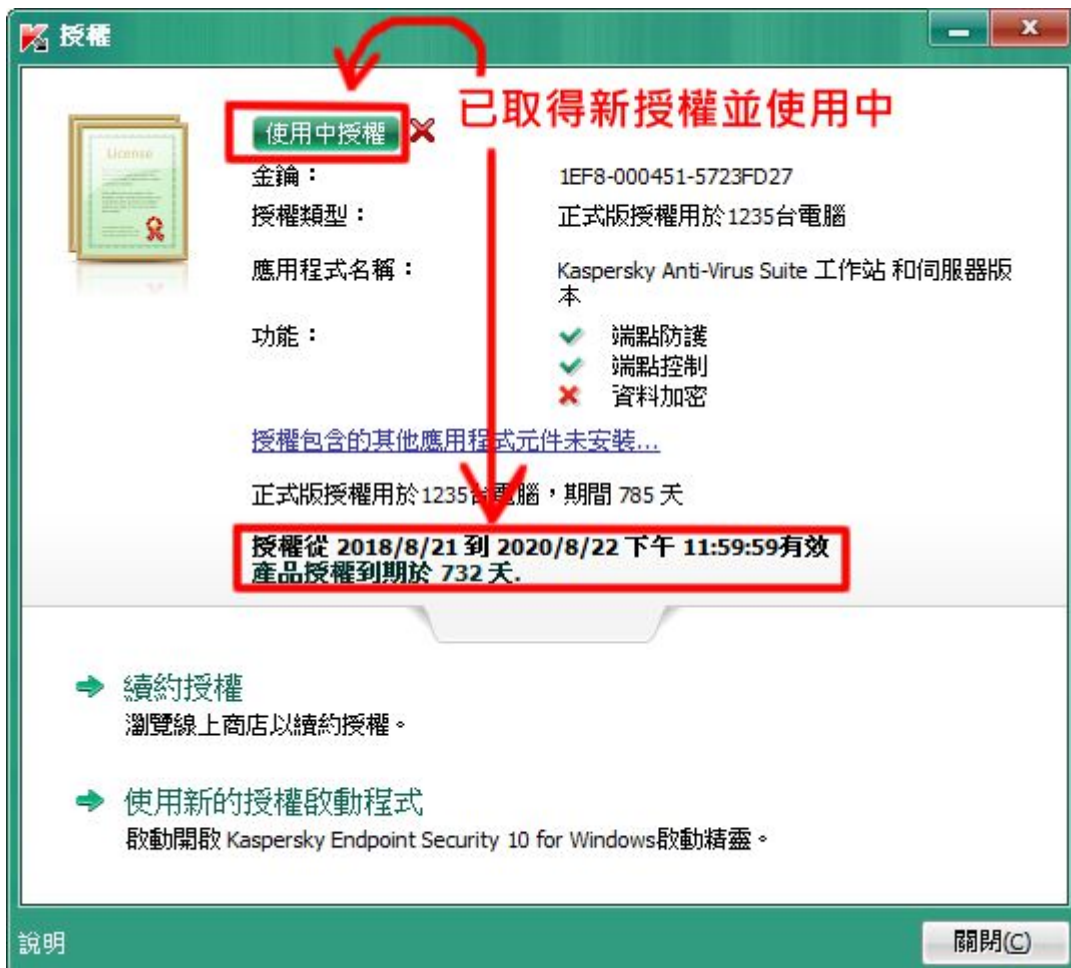 授權
已取得新授權並使用中
License
使用中授權
金鑰：
1EF8-000451-5723FD27
授權類型：
正式版授權用於1235台電腦
應用程式名稱：
Kaspersky Anti-Virus Suite 工作站 和伺服器版
本
功能：
端點防護
端點控制
資料加密
授權包含的其他應用程式元件未安裝...
正式版授權用於1235台電腦，期間 785 天
授權從 2018/8/21 到 2020/8/22 下午 11:59:59有效
產品授權到期於 732 天.
續約授權
瀏覽線上商店以續約授權。
使用新的授權啟動程式
啟動開啟 Kaspersky Endpoint Security 10 for Windows啟動精靈。
說明
關閉(C)